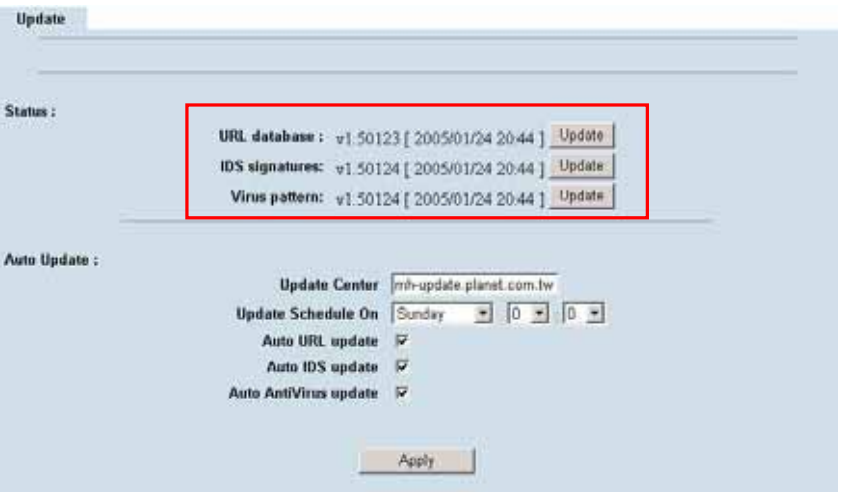 Update
Status :
URL database : v1.50123 [ 2005/01/24 20:44 ] Update
IDS signatures: v1.50124 [ 2005/01/24 20:44 ] Update
Virus pattern: v1.50124 [ 2005/01/24 20:44 ] Update
Auto Update :
Update Center mh-update.planet.com.tw
Update Schedule On Sunday 0 : 0
Auto URL update
Auto IDS update
Auto AntiVirus update
Apply